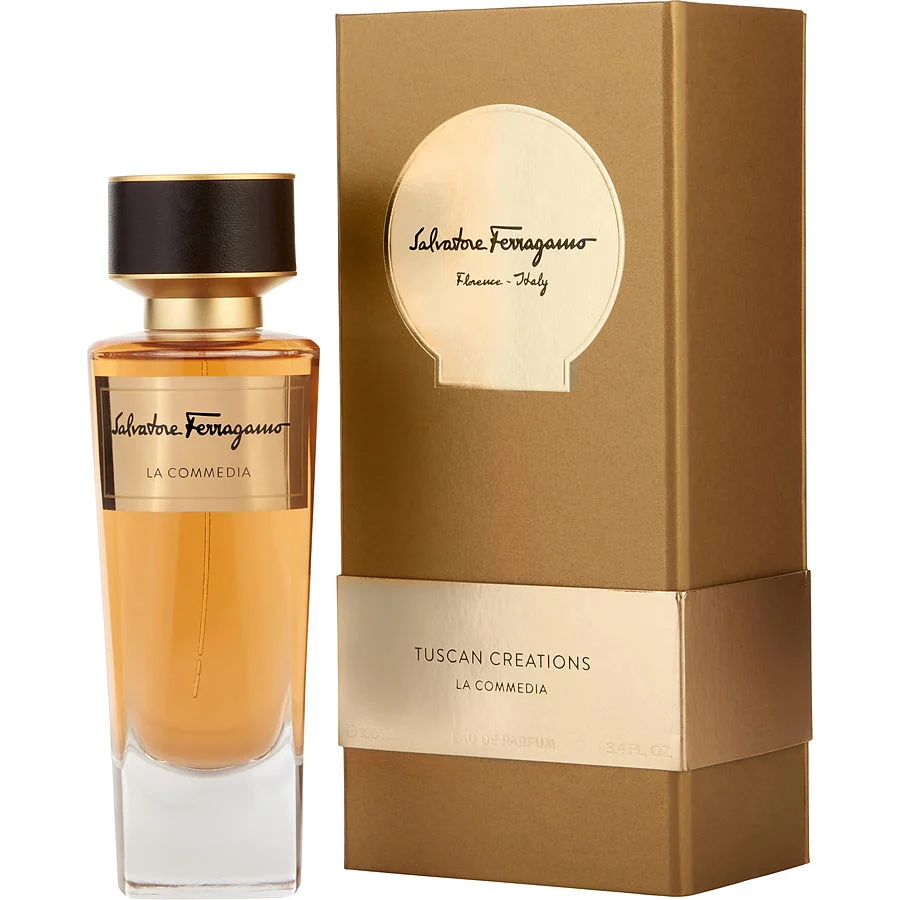 Salvatore Ferragamo
LA COMMEDIA
Salvatore Ferragamo
Florence - Italy
TUSCAN CREATIONS
LA COMMEDIA
EAU DE PARFUM
3.4 FL. OZ.